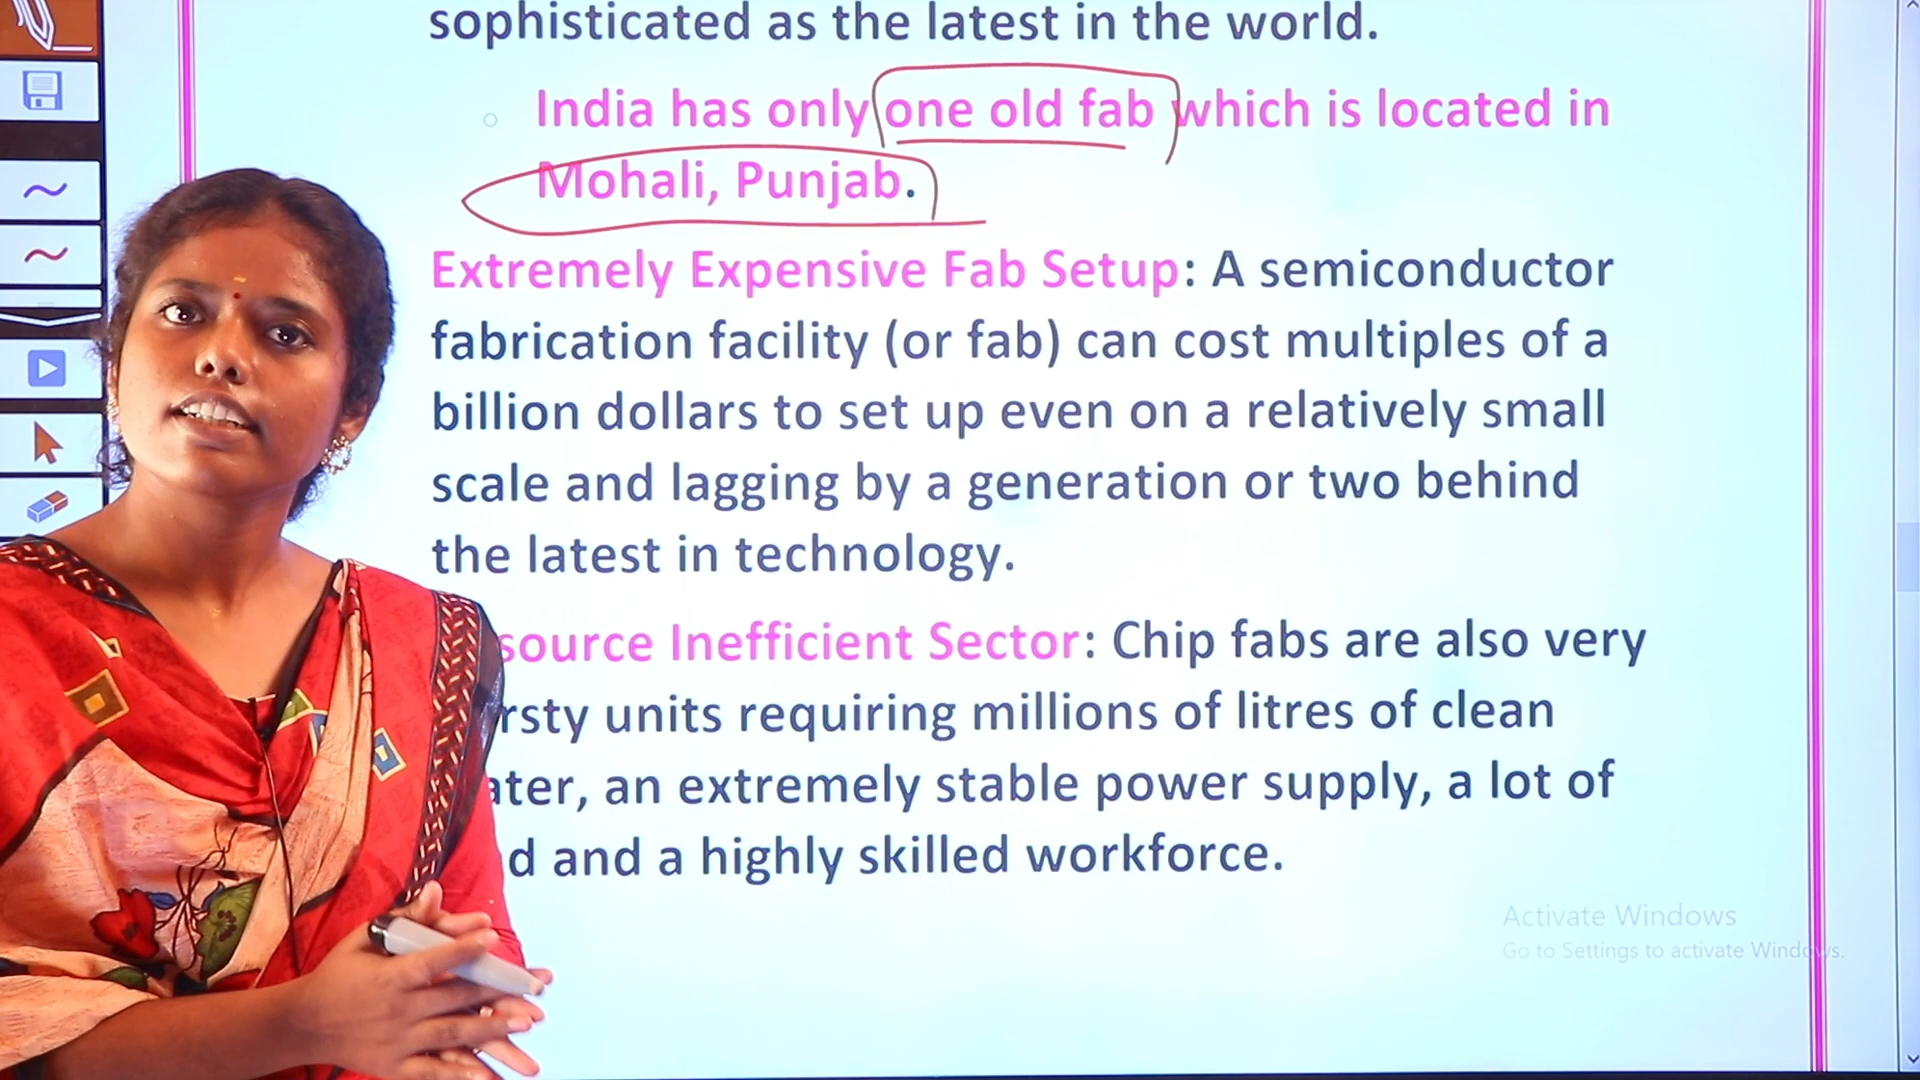 sophisticated as the latest in the world.
India has only one old fab which is located in
Mohali, Punjab.
Extremely Expensive Fab Setup: A semiconductor
fabrication facility (or fab) can cost multiples of a
billion dollars to set up even on a relatively small
scale and lagging by a generation or two behind
the latest in technology.
source Inefficient Sector: Chip fabs are also very
rsty units requiring millions of litres of clean
ater, an extremely stable power supply, a lot of
d and a highly skilled workforce.
Activate Windows
Go to Settings to activate Windows.